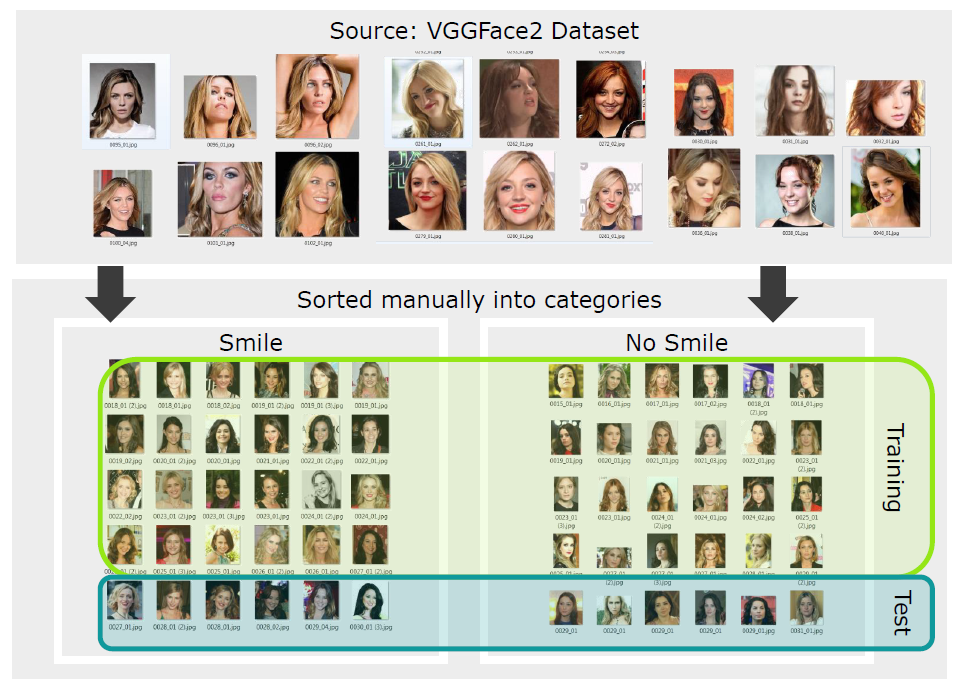 Source: VGGFace2 Dataset
0095_01.jpg 0096_01.jpg 0096_02.jpg 0261_01.jpg 0262_01.jpg 0272_02.jpg 0031_01.jpg 0032_01.jpg
0100_04.jpg 0101_01.jpg 0102_01.jpg 0279_01.jpg 0280_01.jpg 0281_01.jpg 0038_01.jpg 0040_01.jpg
Sorted manually into categories
Smile
No Smile
0018_01 (2).jpg 0018_01.jpg 0018_02.jpg 0019_01 (2).jpg 0019_01 (3).jpg 0019_01.jpg
0019_02.jpg 0020_01 (2).jpg 0020_01.jpg 0021_01.jpg 0022_01 (2).jpg 0022_01.jpg
0022_02.jpg 0023_01 (2).jpg 0023_01 (3).jpg 0023_01.jpg 0024_01 (2).jpg 0024_01.jpg
0025_01 (3).jpg 0025_01.jpg 0026_01 (2).jpg 0026_01.jpg 0027_01 (2).jpg
0027_01.jpg 0028_01 (2).jpg 0028_01.jpg 0028_02.jpg 0029_04.jpg 0030_01 (3).jpg
0015_01.jpg 0016_01.jpg 0017_01.jpg 0017_02.jpg 0018_01 (2).jpg 0018_01.jpg
0019_01.jpg 0020_01.jpg 0021_01.jpg 0021_03.jpg 0022_01.jpg 0023_01 (2).jpg
0023_01 (3).jpg 0023_01.jpg 0024_01 (2).jpg 0024_01.jpg 0024_02.jpg 0025_01 (2).jpg
0029_01 0029_01 0029_01 0029_01 0029_01.jpg 0031_01.jpg
Training
Test